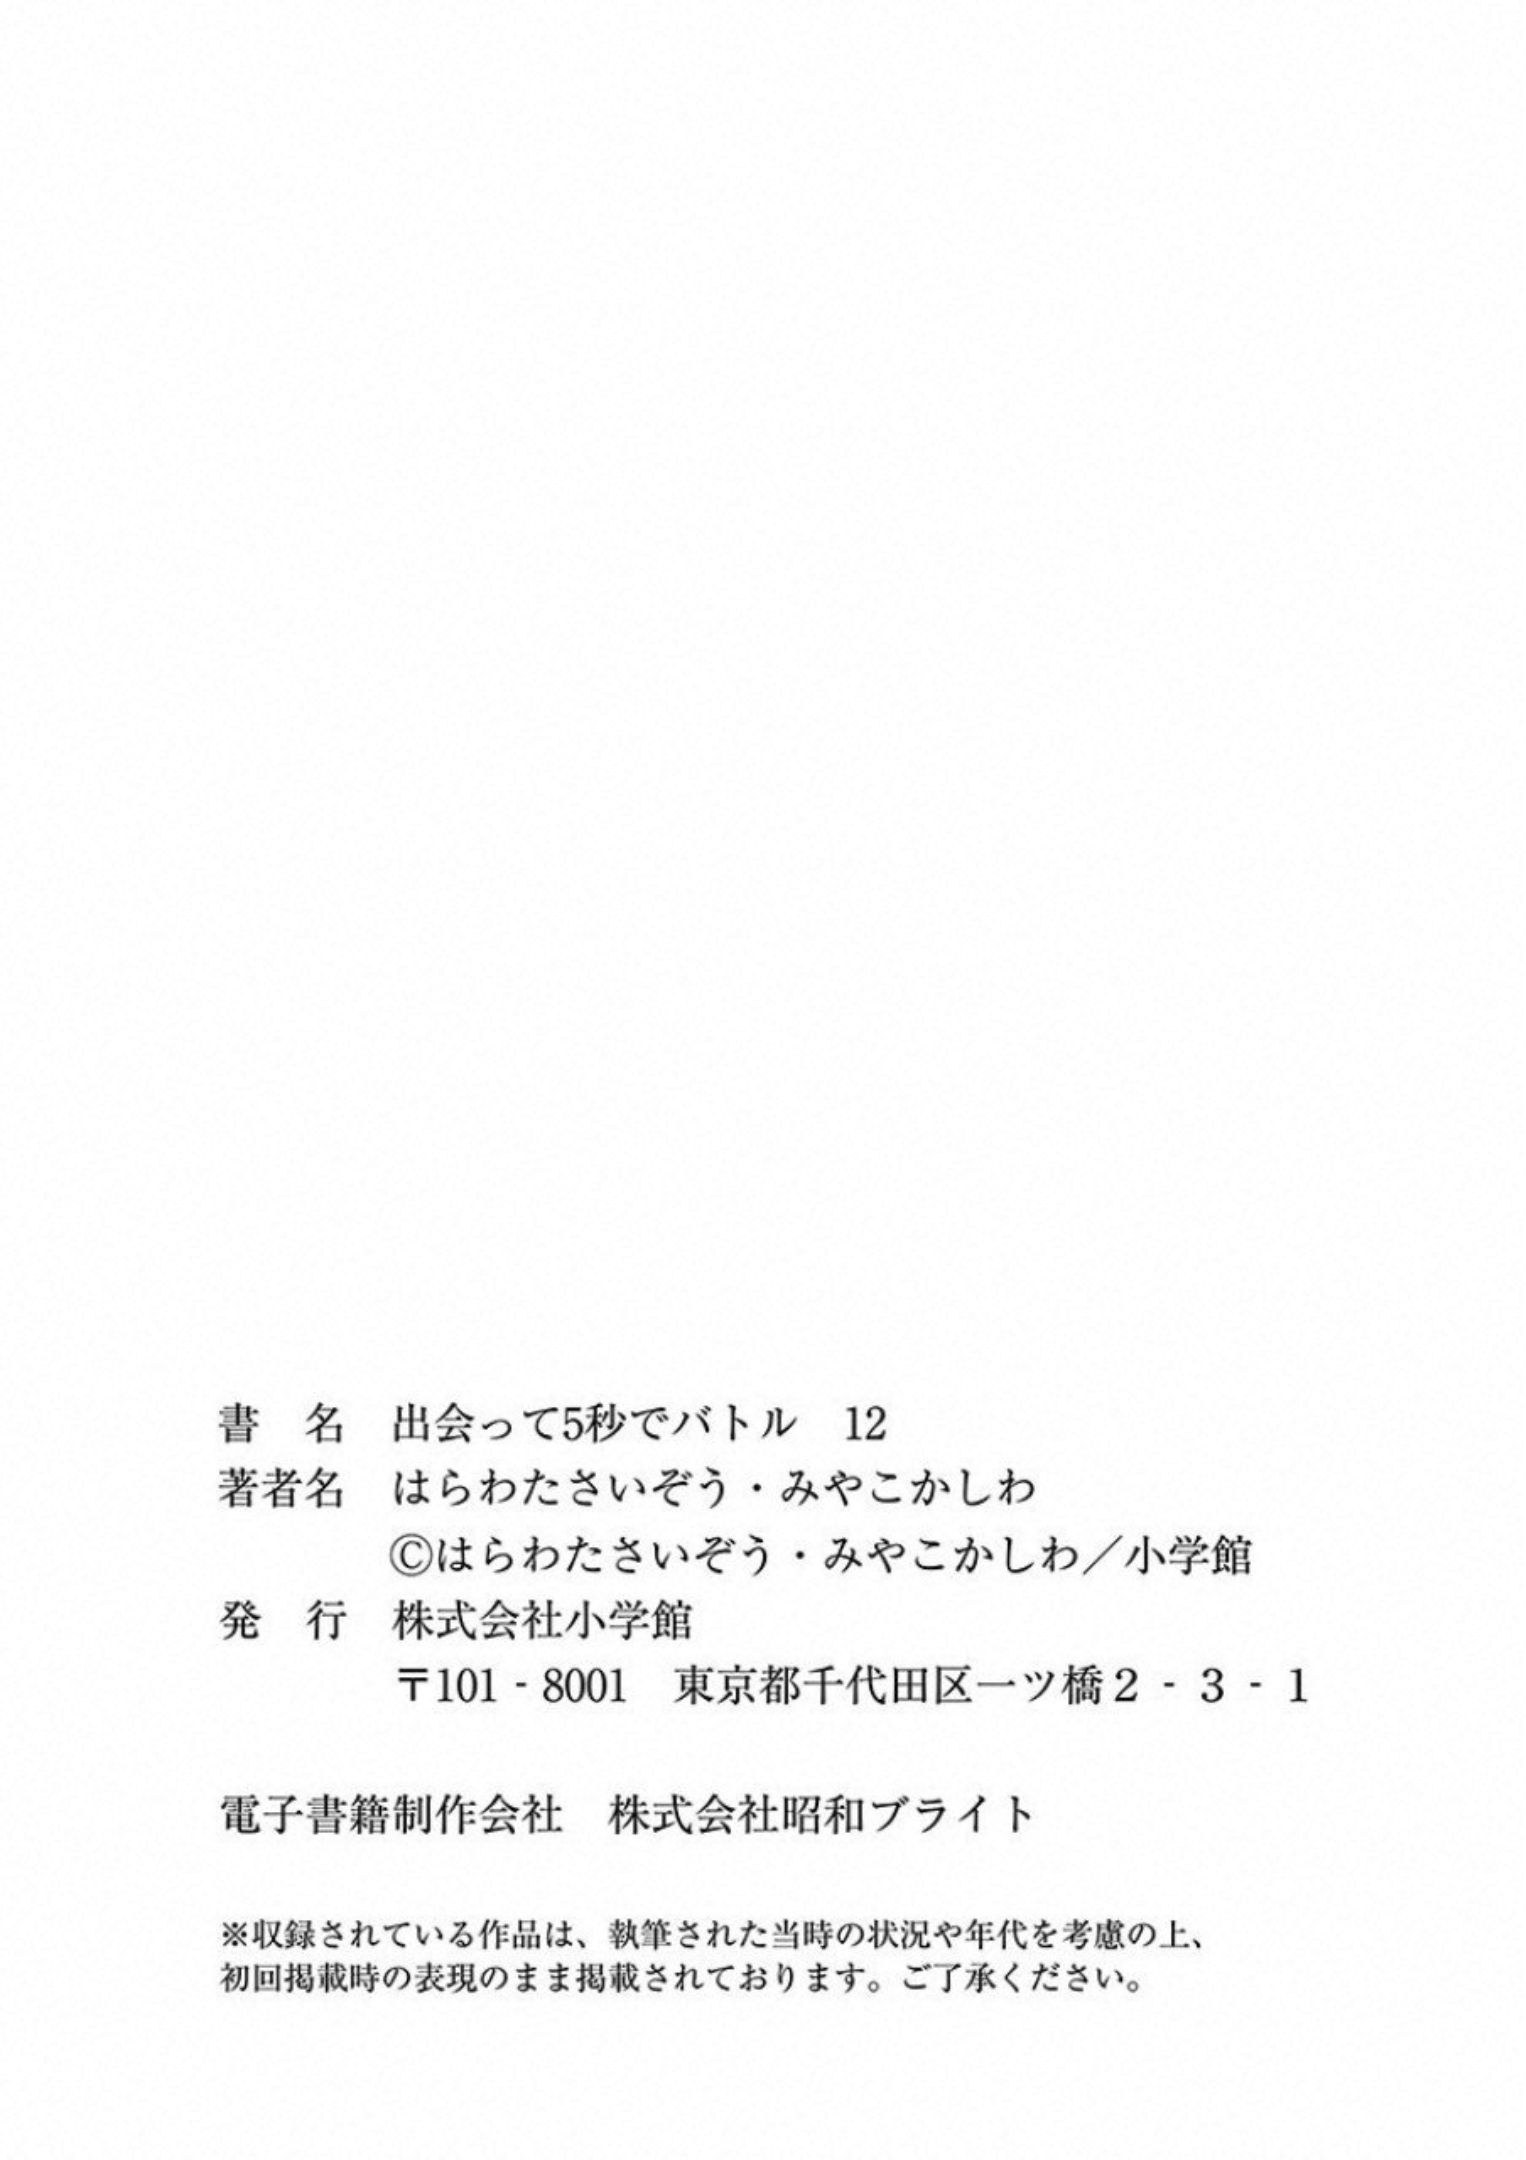 書　名　出会って5秒でバトル　12
著者名　はらわたさいぞう・みやこかしわ
Ⓒはらわたさいぞう・みやこかしわ／小学館
発　行　株式会社小学館
〒101 - 8001　東京都千代田区一ツ橋２‐３‐１
電子書籍制作会社　株式会社昭和ブライト
※収録されている作品は、執筆された当時の状況や年代を考慮の上、
初回掲載時の表現のまま掲載されております。ご了承ください。